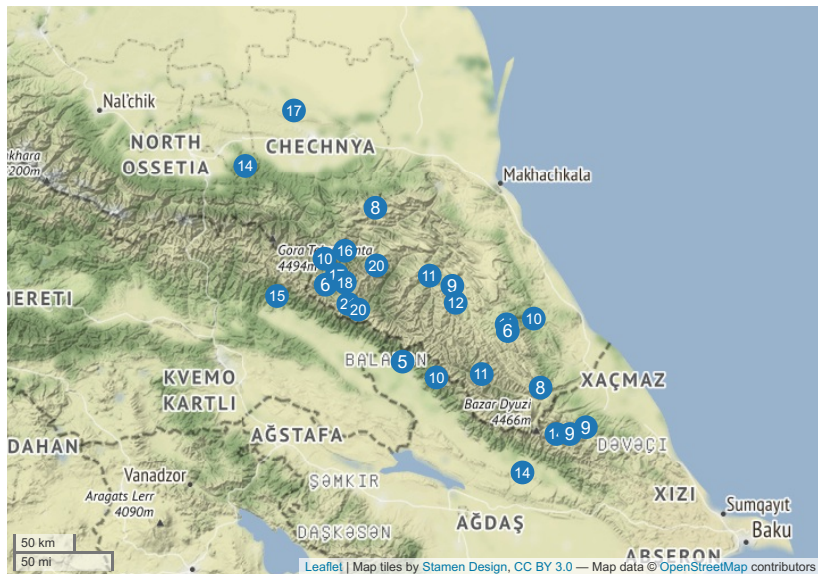 Nal'chik
17
NORTH
OSSETIA
CHECHNYA
14
Makhachkala
khara
200m
8
Gora T
nta
4494m
16
10
20
11
9
18
6
15
12
20
10
6
MERETI
BALA
N
5
10
11
8
KVEMO
KARTLI
XAÇMAZ
Bazar Dyuzi
4466m
9
9
DƏVƏÇI
DAHAN
AĞSTAFA
Vanadzor
Aragats Lerr
4090m
ŞƏMKIR
14
XIZI
Sumqayıt
AĞDAŞ
Baku
DAŞKƏSƏN
ABŞERON
50 km
50 mi
Leaflet | Map tiles by Stamen Design, CC BY 3.0 — Map data © OpenStreetMap contributors